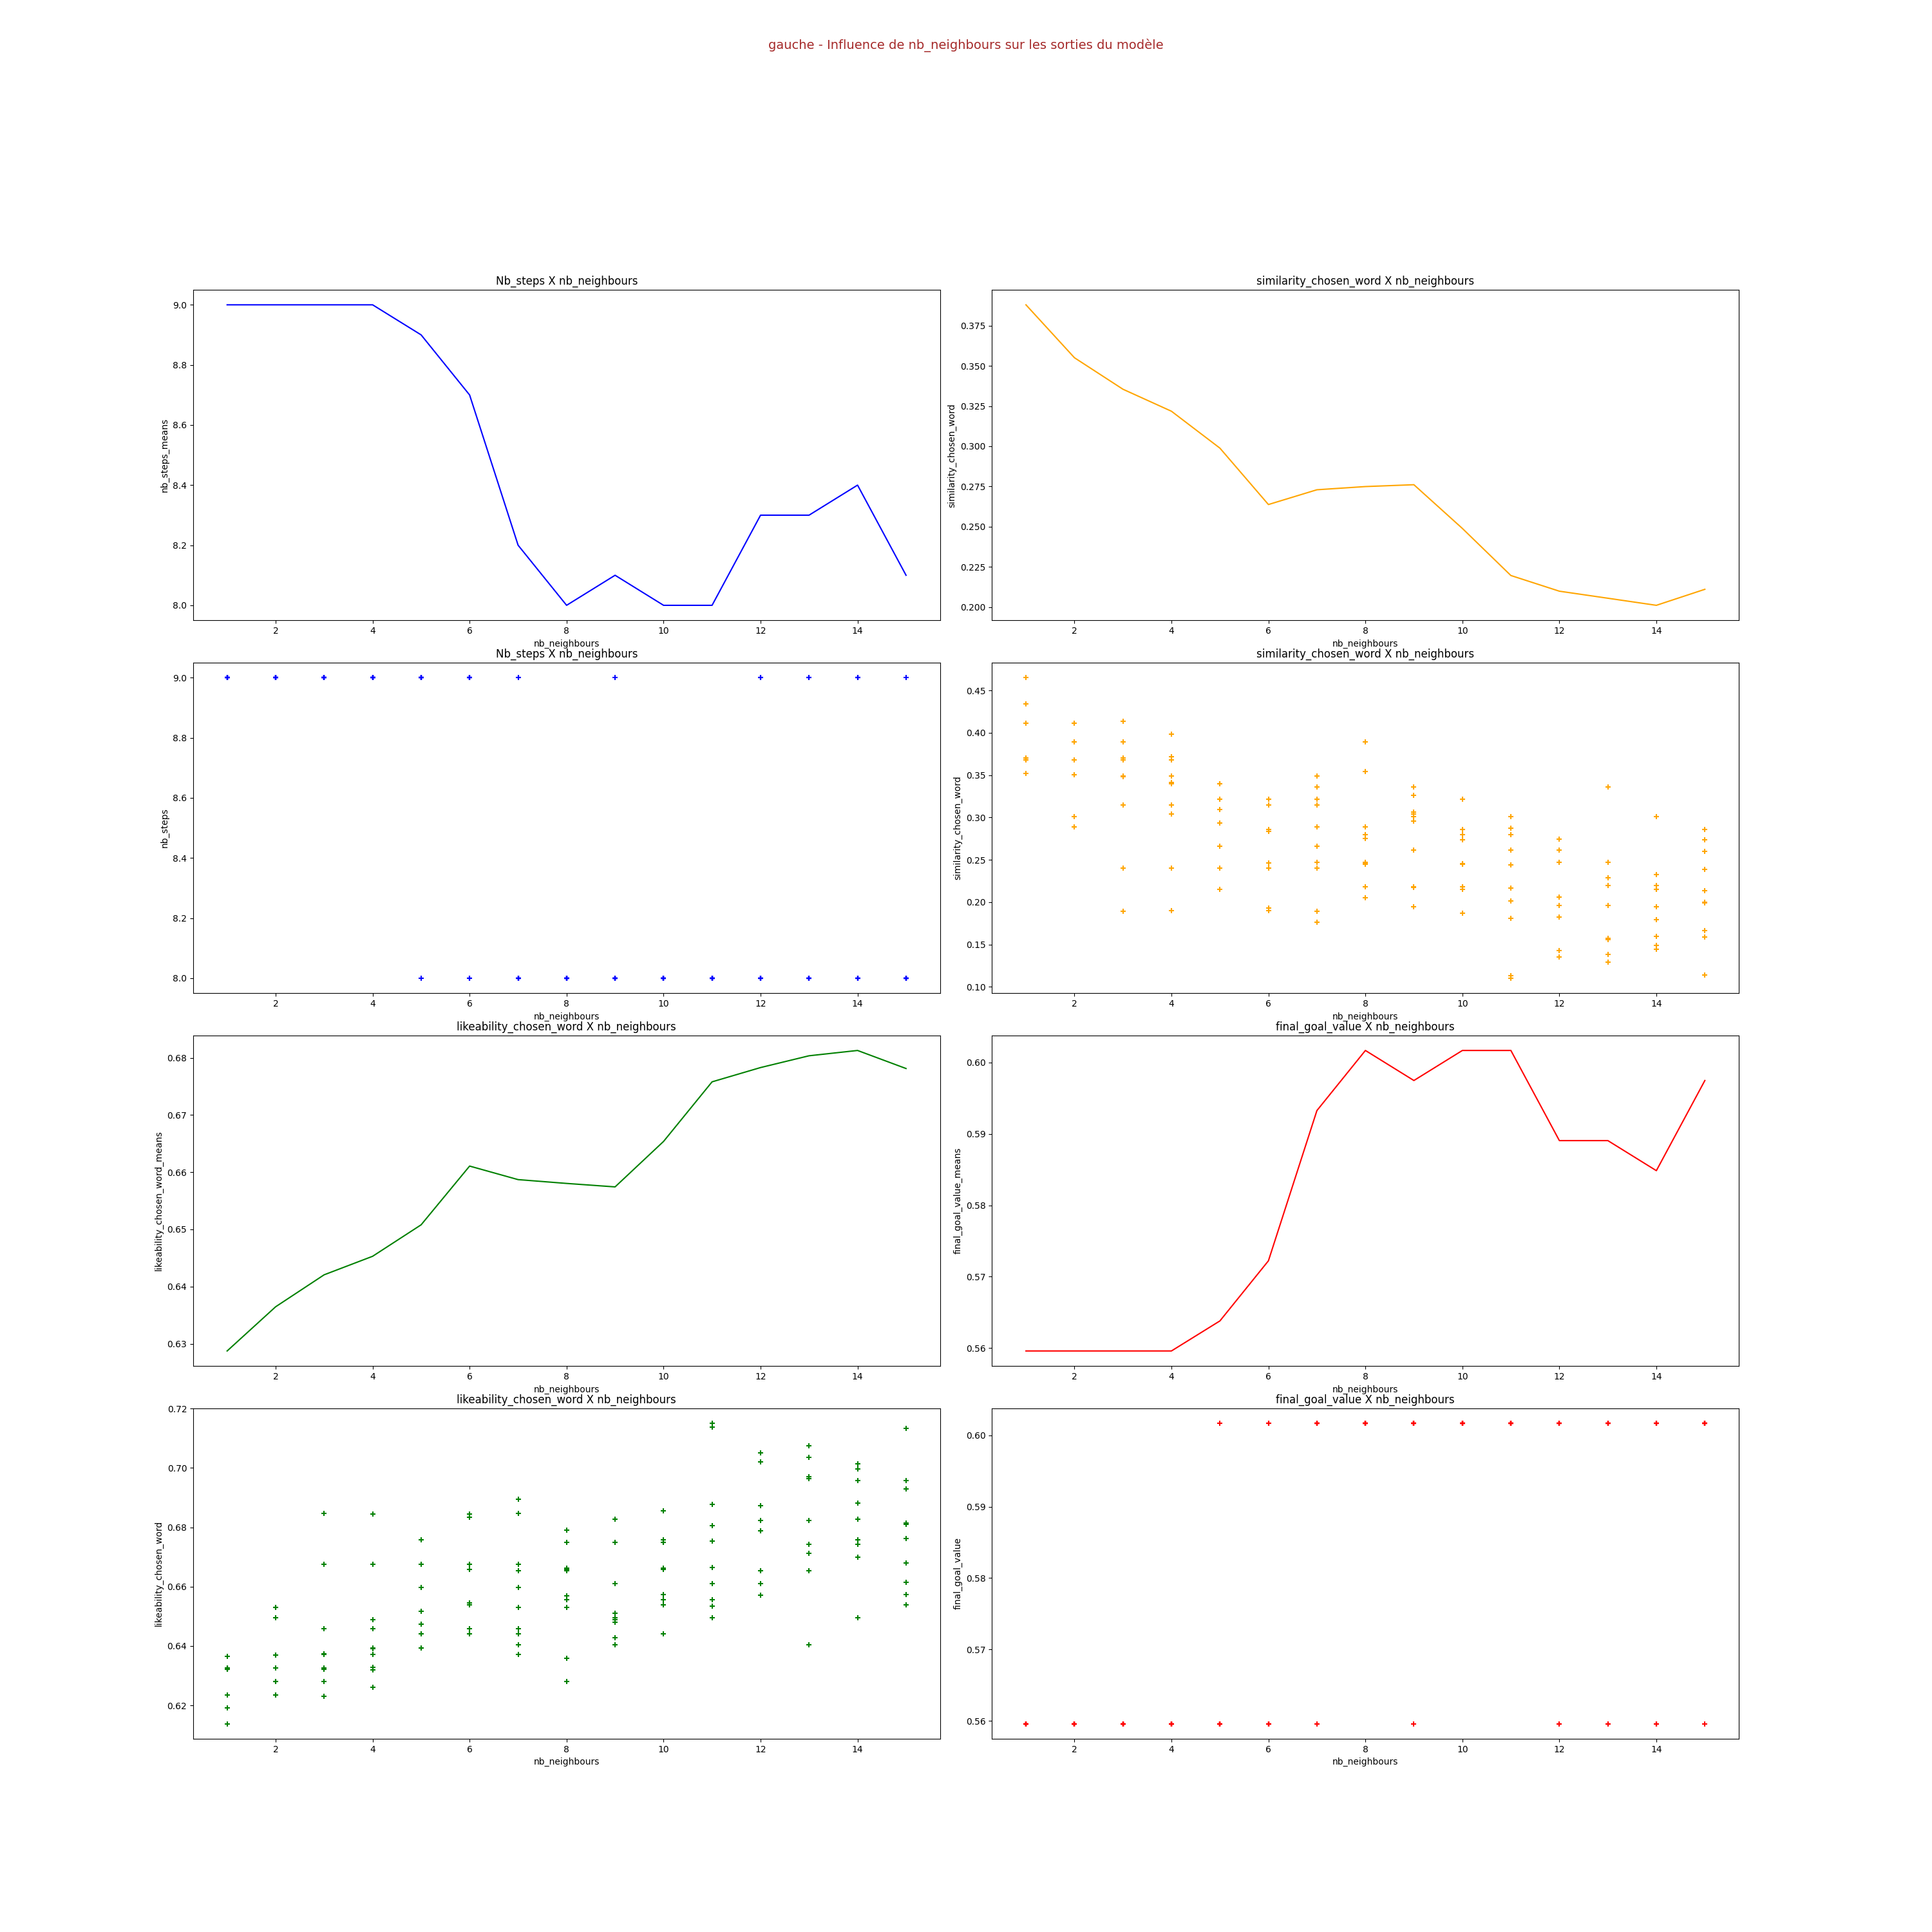 gauche - Influence de nb_neighbours sur les sorties du modèle
Nb_steps X nb_neighbours
nb_steps_means
9.0
8.8
8.6
8.4
8.2
8.0
2 4 6 8 10 12 14
nb_neighbours
similarity_chosen_word X nb_neighbours
similarity_chosen_word
0.375
0.350
0.325
0.300
0.275
0.250
0.225
0.200
2 4 6 8 10 12 14
nb_neighbours
Nb_steps X nb_neighbours
nb_steps
9.0
8.8
8.6
8.4
8.2
8.0
2 4 6 8 10 12 14
nb_neighbours
similarity_chosen_word X nb_neighbours
similarity_chosen_word
0.45
0.40
0.35
0.30
0.25
0.20
0.15
0.10
2 4 6 8 10 12 14
nb_neighbours
likeability_chosen_word X nb_neighbours
likeability_chosen_word_means
0.68
0.67
0.66
0.65
0.64
0.63
2 4 6 8 10 12 14
nb_neighbours
final_goal_value X nb_neighbours
final_goal_value_means
0.60
0.59
0.58
0.57
0.56
2 4 6 8 10 12 14
nb_neighbours
likeability_chosen_word X nb_neighbours
likeability_chosen_word
0.72
0.70
0.68
0.66
0.64
0.62
2 4 6 8 10 12 14
nb_neighbours
final_goal_value X nb_neighbours
final_goal_value
0.60
0.59
0.58
0.57
0.56
2 4 6 8 10 12 14
nb_neighbours